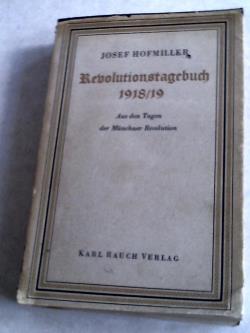 JOSEF HOFMILLER
Revolutionstagebuch
1918/19
Aus den Tagen
der Münchner Revolution
KARL RAUCH VERLAG